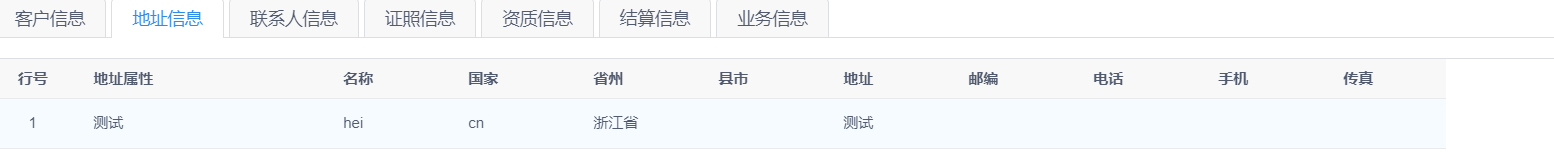 客户信息 地址信息 联系人信息 证照信息 资质信息 结算信息 业务信息
行号 地址属性 名称 国家 省州 县市 地址 邮编 电话 手机 传真
1 测试 hei cn 浙江省 测试